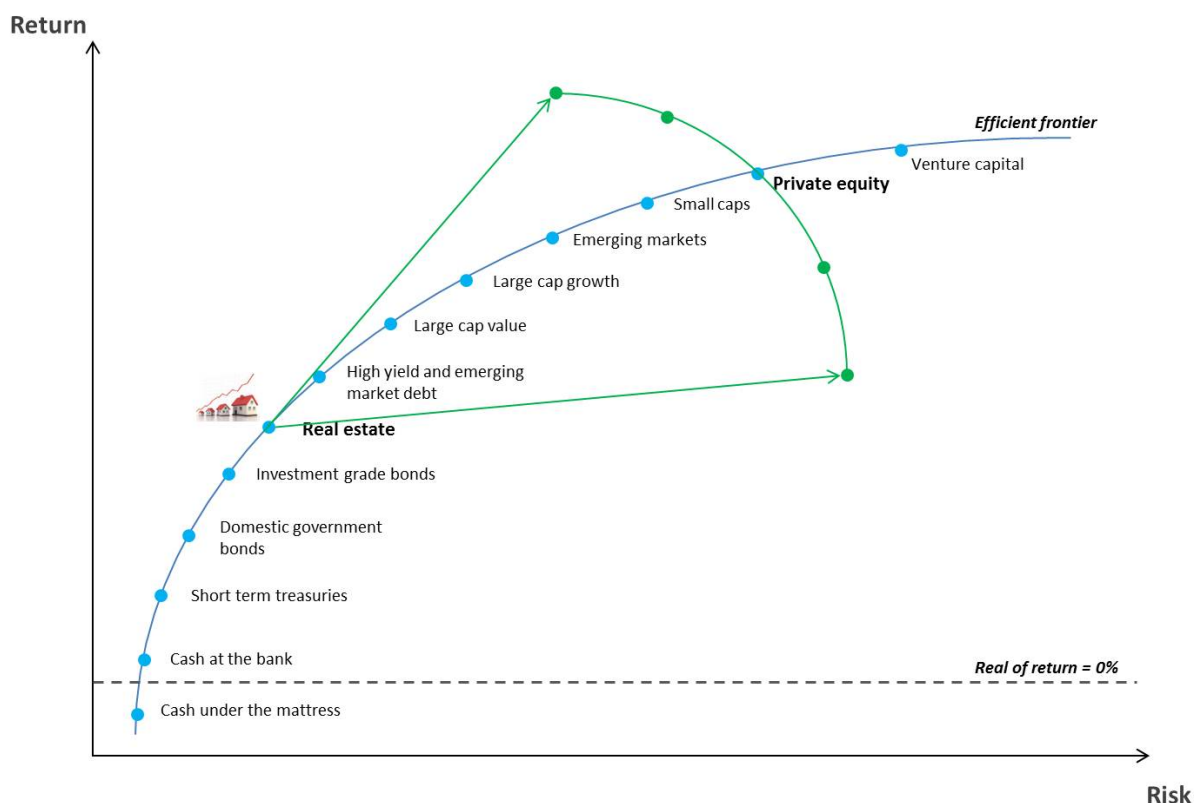 Return
Efficient frontier
Venture capital
Private equity
Small caps
Emerging markets
Large cap growth
Large cap value
High yield and emerging
market debt
Real estate
Investment grade bonds
Domestic government
bonds
Short term treasuries
Cash at the bank
Real of return = 0%
Cash under the mattress
Risk